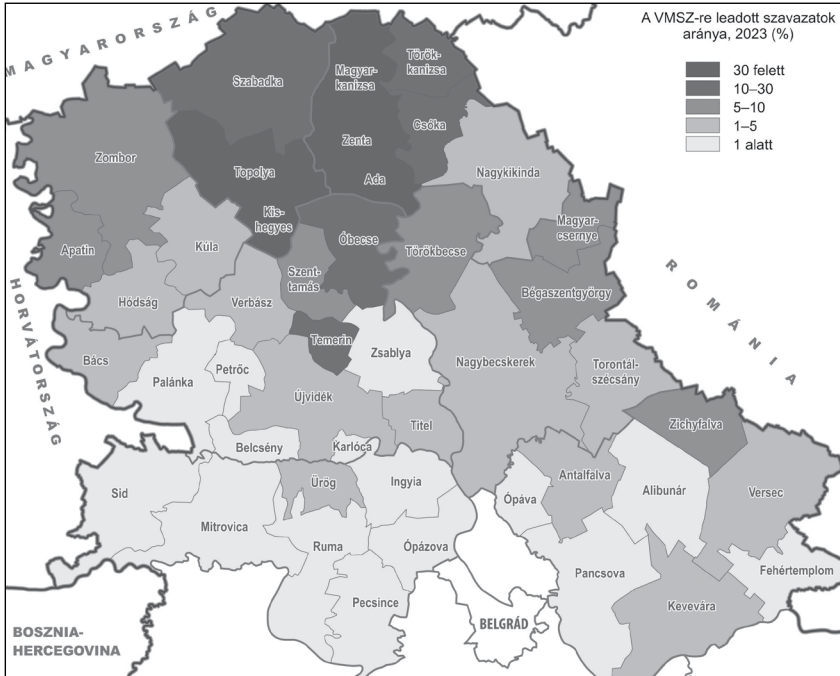 A VMSZ-re leadott szavazatok
aránya, 2023 (%)
30 felett
10–30
5–10
1–5
1 alatt
MAGYARORSZÁG
Szabadka
Magyar-
kanizsa
Török-
kanizsa
Csóka
Zenta
Ada
Zombor
Topolya
Kis-
hegyes
Nagykikinda
Apatin
Kúla
Óbecse
Törökbecse
Magyar-
csernye
Szent-
tamás
Hódság
Verbász
Bégaszentgyörgy
ROMÁNIA
HORVÁTORSZÁG
Bács
Palánka
Petrőc
Temerin
Zsablya
Nagybecskerek
Torontál-
szécsány
Újvidék
Titel
Zichyfalva
Belcsény
Karlóca
Sid
Mitrovica
Ürög
Ingyia
Ópáva
Antalfalva
Alibunár
Versec
Ruma
Ópázova
Pancsova
Fehértemplom
Pecsince
Kevevára
BELGRÁD
BOSZNIA-
HERCEGOVINA